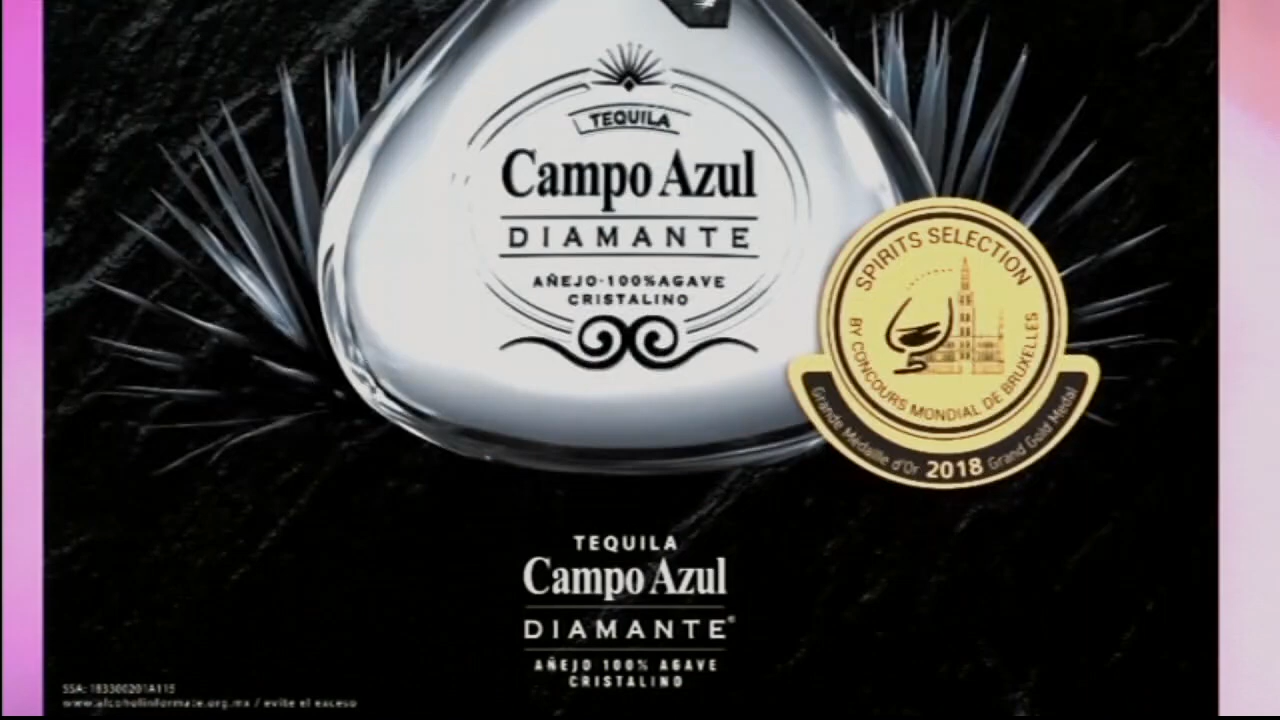 TEQUILA
Campo Azul
DIAMANTE
AÑEJO·100%AGAVE
CRISTALINO
SPIRITS SELECTION
BY CONCOURS MONDIAL DE BRUXELLES
Grande Médaille d'Or 2018 Grand Gold Medal
TEQUILA
Campo Azul
DIAMANTE®
AÑEJO 100% AGAVE
CRISTALINO
SSA: 183300201A115
www.alcoholinformate.org.mx / evite el exceso